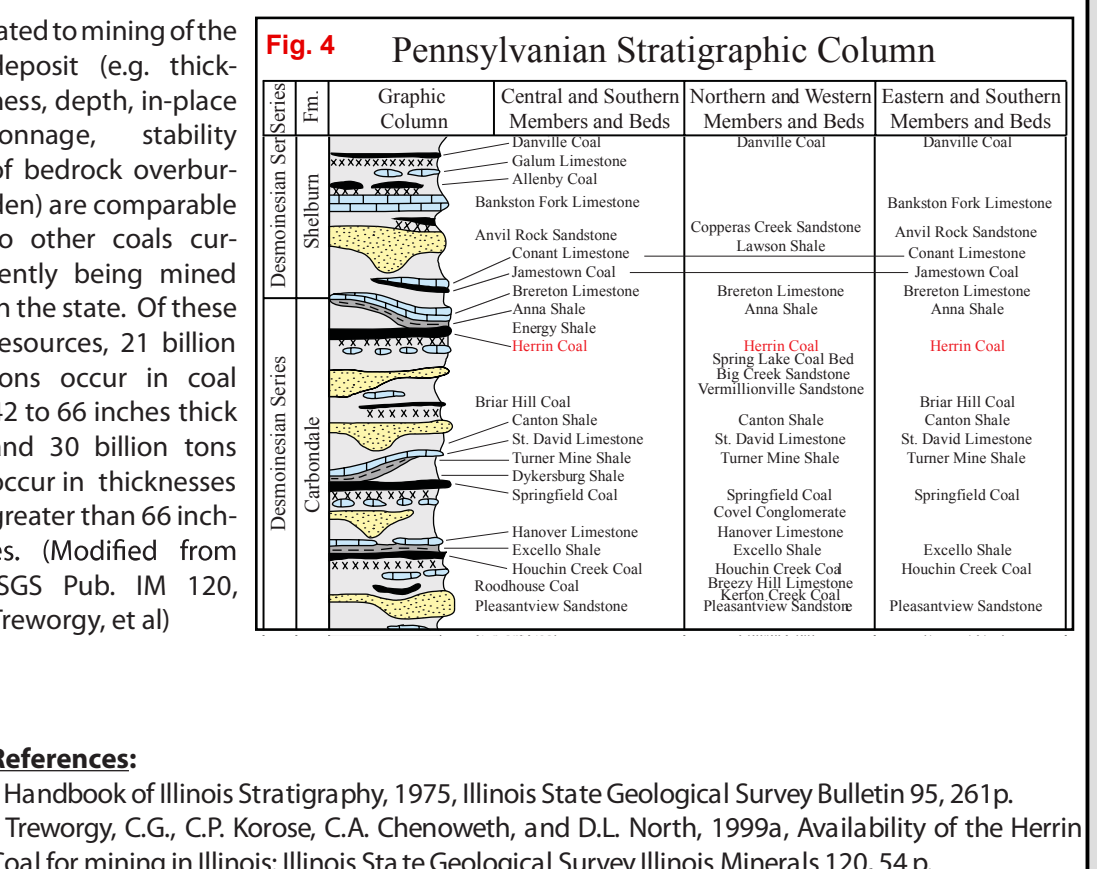 ated to mining of the
deposit (e.g. thick-
ness, depth, in-place
onnage, stability
of bedrock overbur-
den) are comparable
o other coals cur-
ently being mined
n the state. Of these
esources, 21 billion
ons occur in coal
42 to 66 inches thick
and 30 billion tons
occur in thicknesses
greater than 66 inch-
es. (Modified from
SGS Pub. IM 120,
Treworgy, et al)
Fig. 4 Pennsylvanian Stratigraphic Column
Series
Fm.
Graphic Column
Central and Southern Members and Beds
Northern and Western Members and Beds
Eastern and Southern Members and Beds
Desmoinesian Series
Shelburn
Desmoinesian Series
Carbondale
Danville Coal
Galum Limestone
Allenby Coal
Bankston Fork Limestone
Anvil Rock Sandstone
Conant Limestone
Jamestown Coal
Brereton Limestone
Anna Shale
Energy Shale
Herrin Coal
Briar Hill Coal
Canton Shale
St. David Limestone
Turner Mine Shale
Dykersburg Shale
Springfield Coal
Hanover Limestone
Excello Shale
Houchin Creek Coal
Roodhouse Coal
Pleasantview Sandstone
Danville Coal
Copperas Creek Sandstone
Lawson Shale
Brereton Limestone
Anna Shale
Herrin Coal
Spring Lake Coal Bed
Big Creek Sandstone
Vermillionville Sandstone
Canton Shale
St. David Limestone
Turner Mine Shale
Springfield Coal
Covel Conglomerate
Hanover Limestone
Excello Shale
Houchin Creek Coal
Breezy Hill Limestone
Kerton Creek Coal
Pleasantview Sandstone
Danville Coal
Bankston Fork Limestone
Anvil Rock Sandstone
Conant Limestone
Jamestown Coal
Brereton Limestone
Anna Shale
Herrin Coal
Briar Hill Coal
Canton Shale
St. David Limestone
Turner Mine Shale
Springfield Coal
Excello Shale
Houchin Creek Coal
Pleasantview Sandstone
References:
Handbook of Illinois Stratigraphy, 1975, Illinois State Geological Survey Bulletin 95, 261p.
Treworgy, C.G., C.P. Korose, C.A. Chenoweth, and D.L. North, 1999a, Availability of the Herrin
Coal for mining in Illinois: Illinois State Geological Survey Illinois Minerals 120, 54 p.